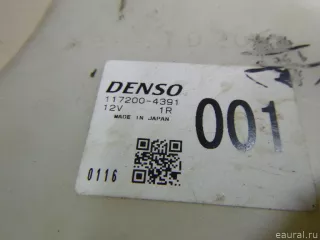 DENSO
117200-4391
12V 1R
MADE IN JAPAN
001
0116
eaural.ru